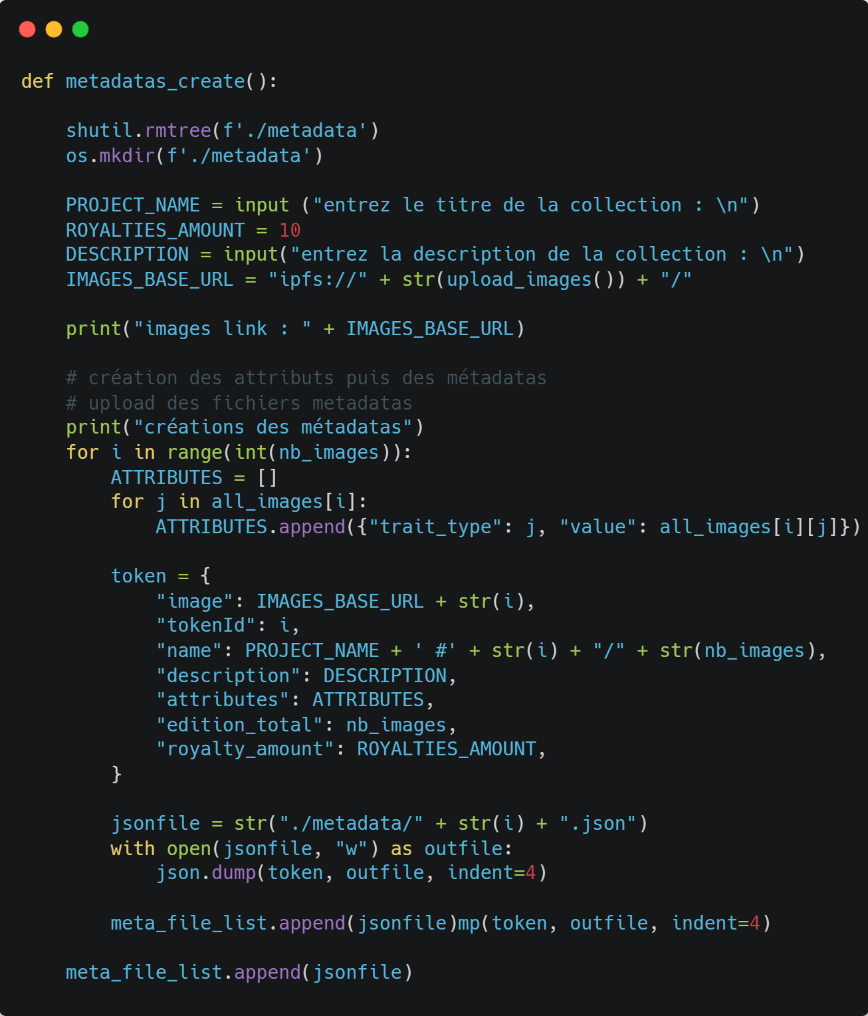 def metadatas_create():
    shutil.rmtree(f'./metadata')
    os.mkdir(f'./metadata')
    PROJECT_NAME = input ("entrez le titre de la collection : \n")
    ROYALTIES_AMOUNT = 10
    DESCRIPTION = input("entrez la description de la collection : \n")
    IMAGES_BASE_URL = "ipfs://" + str(upload_images()) + "/"
    print("images link : " + IMAGES_BASE_URL)
    # création des attributs puis des métadatas
    # upload des fichiers metadatas
    print("créations des métadatas")
    for i in range(int(nb_images)):
        ATTRIBUTES = []
        for j in all_images[i]:
            ATTRIBUTES.append({"trait_type": j, "value": all_images[i][j]})
        token = {
            "image": IMAGES_BASE_URL + str(i),
            "tokenId": i,
            "name": PROJECT_NAME + ' #' + str(i) + "/" + str(nb_images),
            "description": DESCRIPTION,
            "attributes": ATTRIBUTES,
            "edition_total": nb_images,
            "royalty_amount": ROYALTIES_AMOUNT,
        }
        jsonfile = str("./metadata/" + str(i) + ".json")
        with open(jsonfile, "w") as outfile:
            json.dump(token, outfile, indent=4)
        meta_file_list.append(jsonfile)mp(token, outfile, indent=4)
    meta_file_list.append(jsonfile)